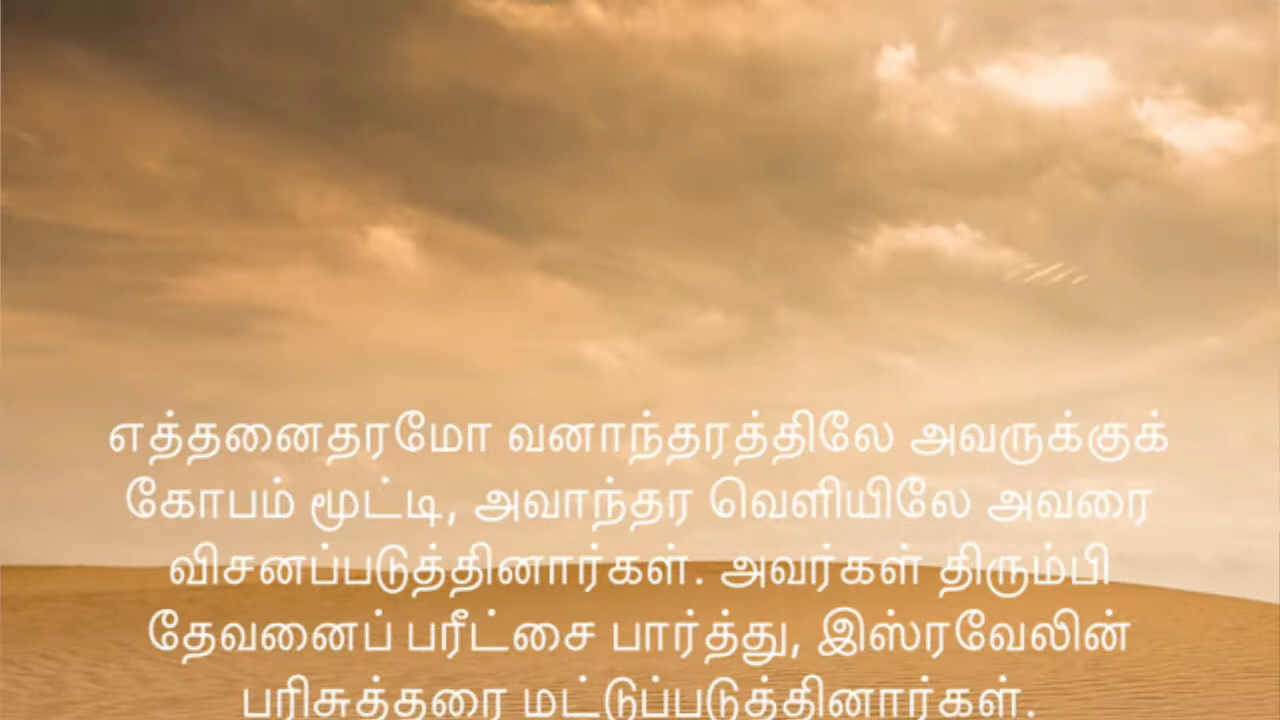 எத்தனைதரமோ வனாந்தரத்திலே அவருக்குக்
கோபம் மூட்டி, அவாந்தர வெளியிலே அவரை
விசனப்படுத்தினார்கள். அவர்கள் திரும்பி
தேவனைப் பரீட்சை பார்த்து, இஸ்ரவேலின்
பரிசுத்தரை மட்டுப்படுத்தினார்கள்.